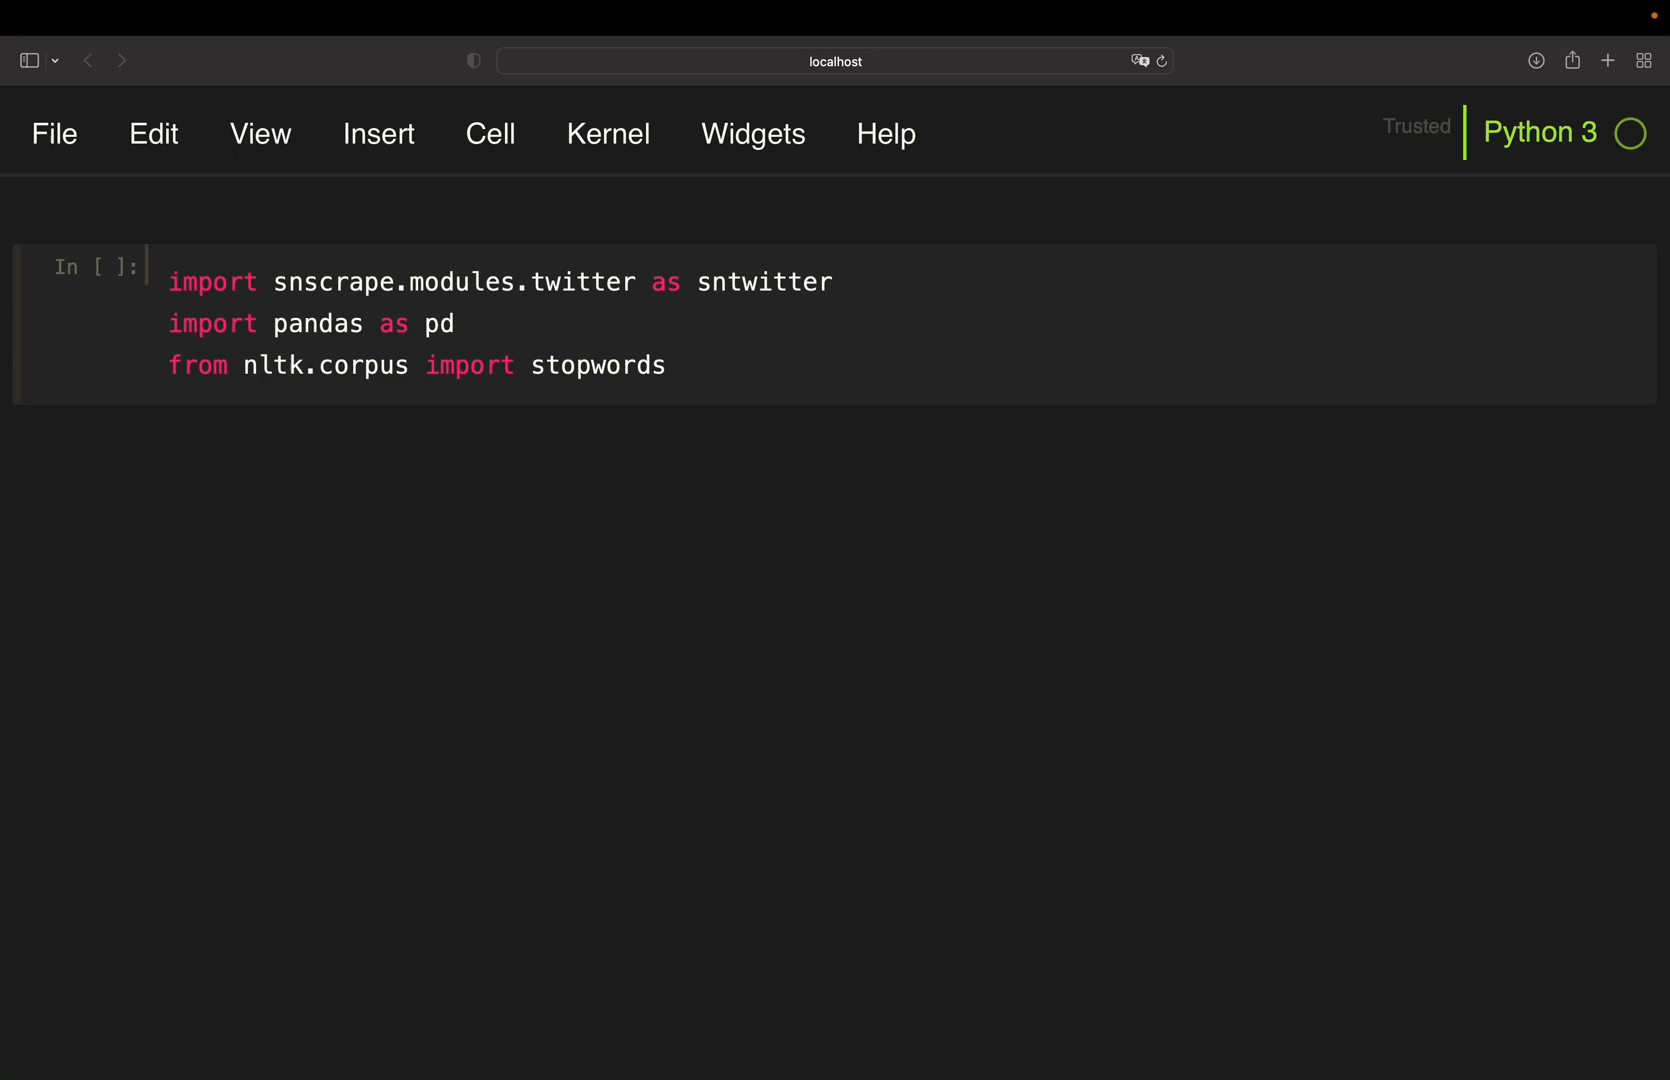 localhost
File Edit View Insert Cell Kernel Widgets Help Trusted Python 3
In [ ]:
import snscrape.modules.twitter as sntwitter
import pandas as pd
from nltk.corpus import stopwords